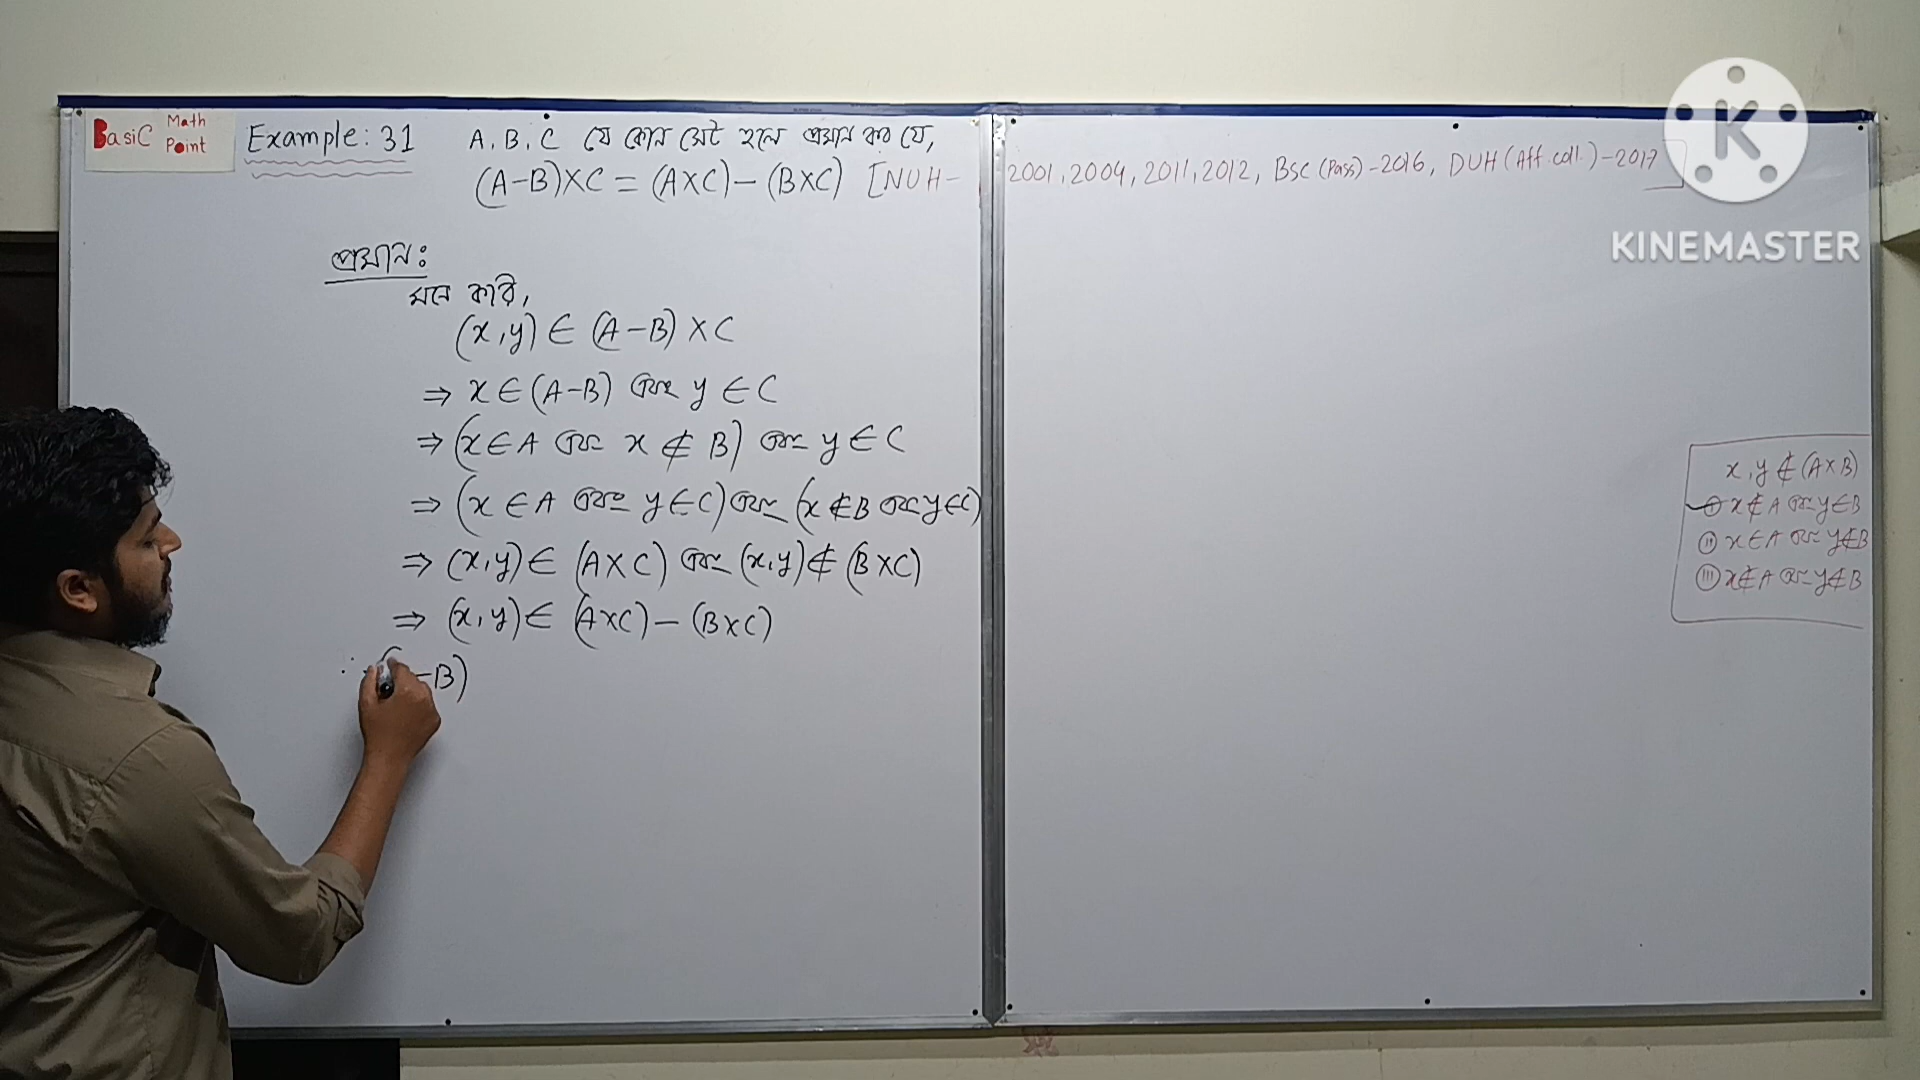 BasiC Math Point
Example: 31 A, B, C যে কোন সেট হলে প্রমান কর যে,
(A-B)×C = (A×C) - (B×C) [NUH- 2001, 2004, 2011, 2012, BSc (Pass)-2016, DUH (Aff. coll.)-2017]
KINEMASTER
প্রমানঃ
মনে করি,
(x,y) ∈ (A-B) × C
⇒ x ∈ (A-B) এবং y ∈ C
⇒ (x ∈ A এবং x ∉ B) এবং y ∈ C
⇒ (x ∈ A এবং y ∈ C) এবং (x ∉ B এবং y ∈ C)
⇒ (x,y) ∈ (A×C) এবং (x,y) ∉ (B×C)
⇒ (x,y) ∈ (A×C) - (B×C)
∴ (-B)
x,y ∉ (A×B)
(i) x ∉ A এবং y ∈ B
(ii) x ∈ A এবং y ∉ B
(iii) x ∉ A এবং y ∉ B